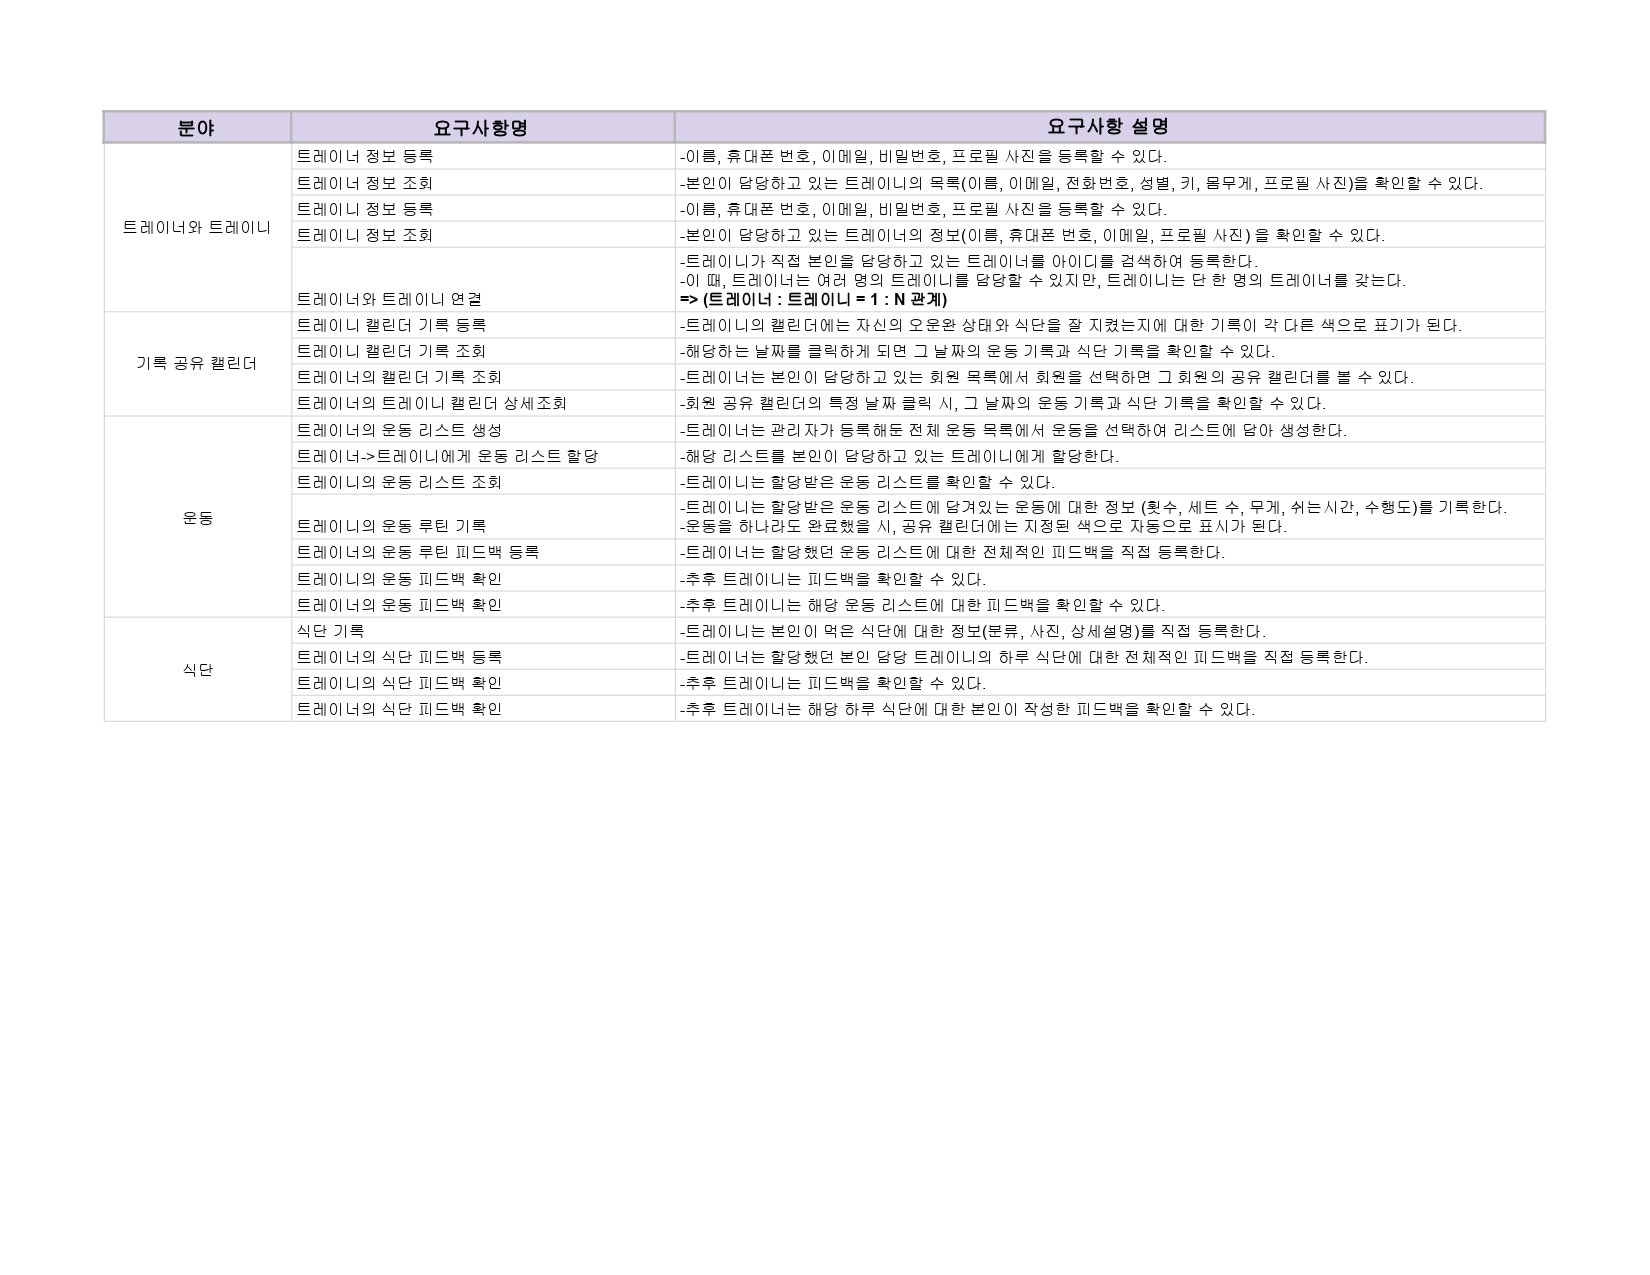 분야 요구사항명 요구사항 설명
트레이너와 트레이니
트레이너 정보 등록 -이름, 휴대폰 번호, 이메일, 비밀번호, 프로필 사진을 등록할 수 있다.
트레이너 정보 조회 -본인이 담당하고 있는 트레이니의 목록(이름, 이메일, 전화번호, 성별, 키, 몸무게, 프로필 사진)을 확인할 수 있다.
트레이니 정보 등록 -이름, 휴대폰 번호, 이메일, 비밀번호, 프로필 사진을 등록할 수 있다.
트레이니 정보 조회 -본인이 담당하고 있는 트레이너의 정보(이름, 휴대폰 번호, 이메일, 프로필 사진) 을 확인할 수 있다.
트레이너와 트레이니 연결 -트레이니가 직접 본인을 담당하고 있는 트레이너를 아이디를 검색하여 등록한다.
-이 때, 트레이너는 여러 명의 트레이니를 담당할 수 있지만, 트레이니는 단 한 명의 트레이너를 갖는다.
=> (트레이너 : 트레이니 = 1 : N 관계)
기록 공유 캘린더
트레이니 캘린더 기록 등록 -트레이니의 캘린더에는 자신의 오운완 상태와 식단을 잘 지켰는지에 대한 기록이 각 다른 색으로 표기가 된다.
트레이니 캘린더 기록 조회 -해당하는 날짜를 클릭하게 되면 그 날짜의 운동 기록과 식단 기록을 확인할 수 있다.
트레이너의 캘린더 기록 조회 -트레이너는 본인이 담당하고 있는 회원 목록에서 회원을 선택하면 그 회원의 공유 캘린더를 볼 수 있다.
트레이너의 트레이니 캘린더 상세조회 -회원 공유 캘린더의 특정 날짜 클릭 시, 그 날짜의 운동 기록과 식단 기록을 확인할 수 있다.
운동
트레이너의 운동 리스트 생성 -트레이너는 관리자가 등록해둔 전체 운동 목록에서 운동을 선택하여 리스트에 담아 생성한다.
트레이너->트레이니에게 운동 리스트 할당 -해당 리스트를 본인이 담당하고 있는 트레이니에게 할당한다.
트레이니의 운동 리스트 조회 -트레이니는 할당받은 운동 리스트를 확인할 수 있다.
트레이니의 운동 루틴 기록 -트레이니는 할당받은 운동 리스트에 담겨있는 운동에 대한 정보 (횟수, 세트 수, 무게, 쉬는시간, 수행도)를 기록한다.
-운동을 하나라도 완료했을 시, 공유 캘린더에는 지정된 색으로 자동으로 표시가 된다.
트레이너의 운동 루틴 피드백 등록 -트레이너는 할당했던 운동 리스트에 대한 전체적인 피드백을 직접 등록한다.
트레이니의 운동 피드백 확인 -추후 트레이니는 피드백을 확인할 수 있다.
트레이너의 운동 피드백 확인 -추후 트레이니는 해당 운동 리스트에 대한 피드백을 확인할 수 있다.
식단
식단 기록 -트레이니는 본인이 먹은 식단에 대한 정보(분류, 사진, 상세설명)를 직접 등록한다.
트레이너의 식단 피드백 등록 -트레이너는 할당했던 본인 담당 트레이니의 하루 식단에 대한 전체적인 피드백을 직접 등록한다.
트레이니의 식단 피드백 확인 -추후 트레이니는 피드백을 확인할 수 있다.
트레이너의 식단 피드백 확인 -추후 트레이너는 해당 하루 식단에 대한 본인이 작성한 피드백을 확인할 수 있다.